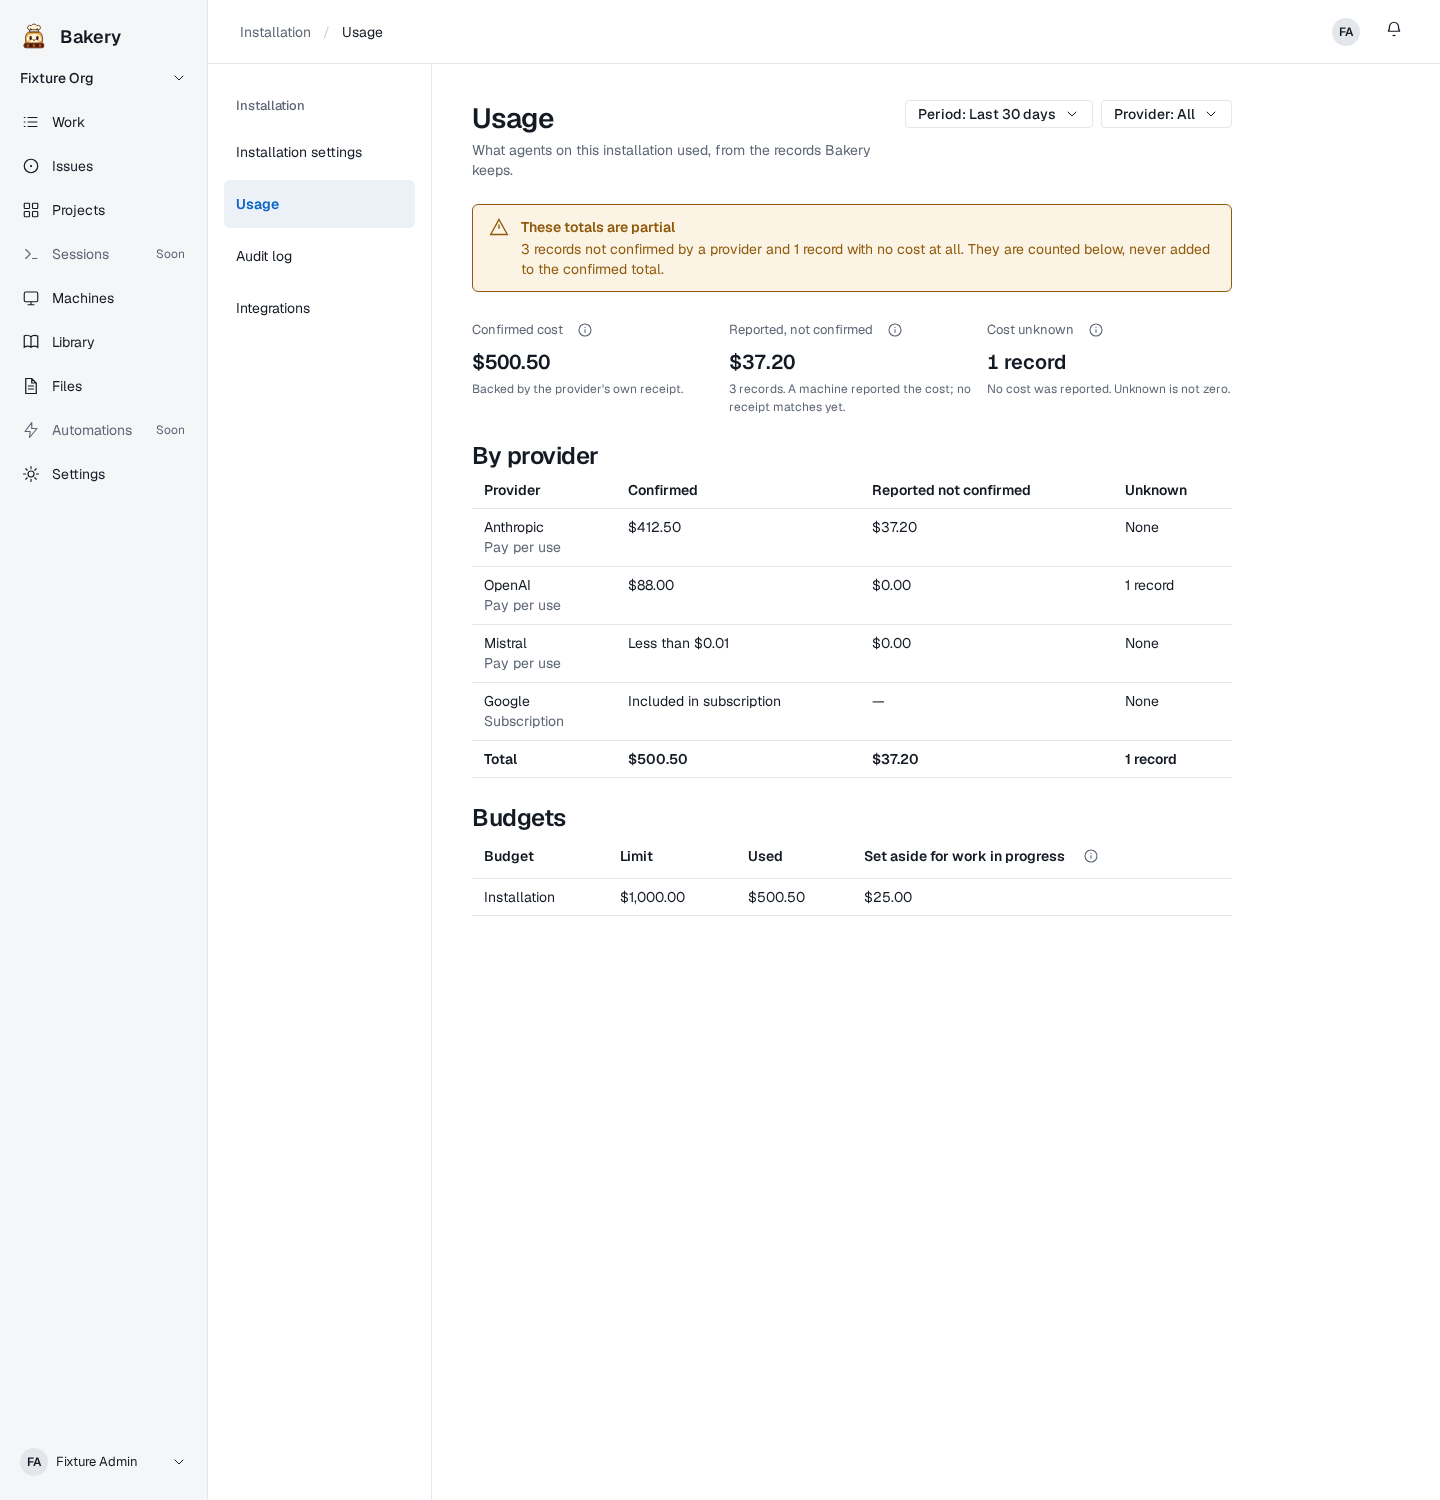 Bakery
Fixture Org
Work
Issues
Projects
Sessions Soon
Machines
Library
Files
Automations Soon
Settings
FA Fixture Admin
Installation / Usage
FA
Installation
Installation settings
Usage
Audit log
Integrations
Usage
Period: Last 30 days
Provider: All
What agents on this installation used, from the records Bakery
keeps.
These totals are partial
3 records not confirmed by a provider and 1 record with no cost at all. They are counted below, never added
to the confirmed total.
Confirmed cost
$500.50
Backed by the provider's own receipt.
Reported, not confirmed
$37.20
3 records. A machine reported the cost; no
receipt matches yet.
Cost unknown
1 record
No cost was reported. Unknown is not zero.
By provider
Provider Confirmed Reported not confirmed Unknown
Anthropic $412.50 $37.20 None
Pay per use
OpenAI $88.00 $0.00 1 record
Pay per use
Mistral Less than $0.01 $0.00 None
Pay per use
Google Included in subscription — None
Subscription
Total $500.50 $37.20 1 record
Budgets
Budget Limit Used Set aside for work in progress
Installation $1,000.00 $500.50 $25.00